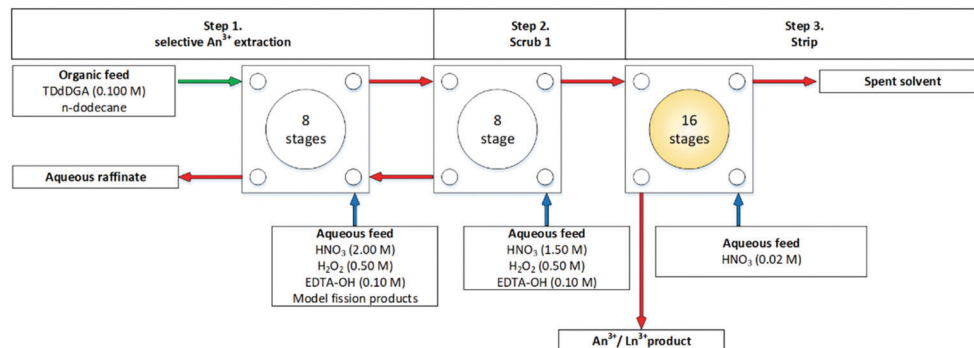 Step 1.
selective An³⁺ extraction
Step 2.
Scrub 1
Step 3.
Strip
Organic feed
TDdDGA (0.100 M)
n-dodecane
8
stages
8
stage
16
stages
Spent solvent
Aqueous raffinate
Aqueous feed
HNO₃ (2.00 M)
H₂O₂ (0.50 M)
EDTA-OH (0.10 M)
Model fission products
Aqueous feed
HNO₃ (1.50 M)
H₂O₂ (0.50 M)
EDTA-OH (0.10 M)
Aqueous feed
HNO₃ (0.02 M)
An³⁺/ Ln³⁺product